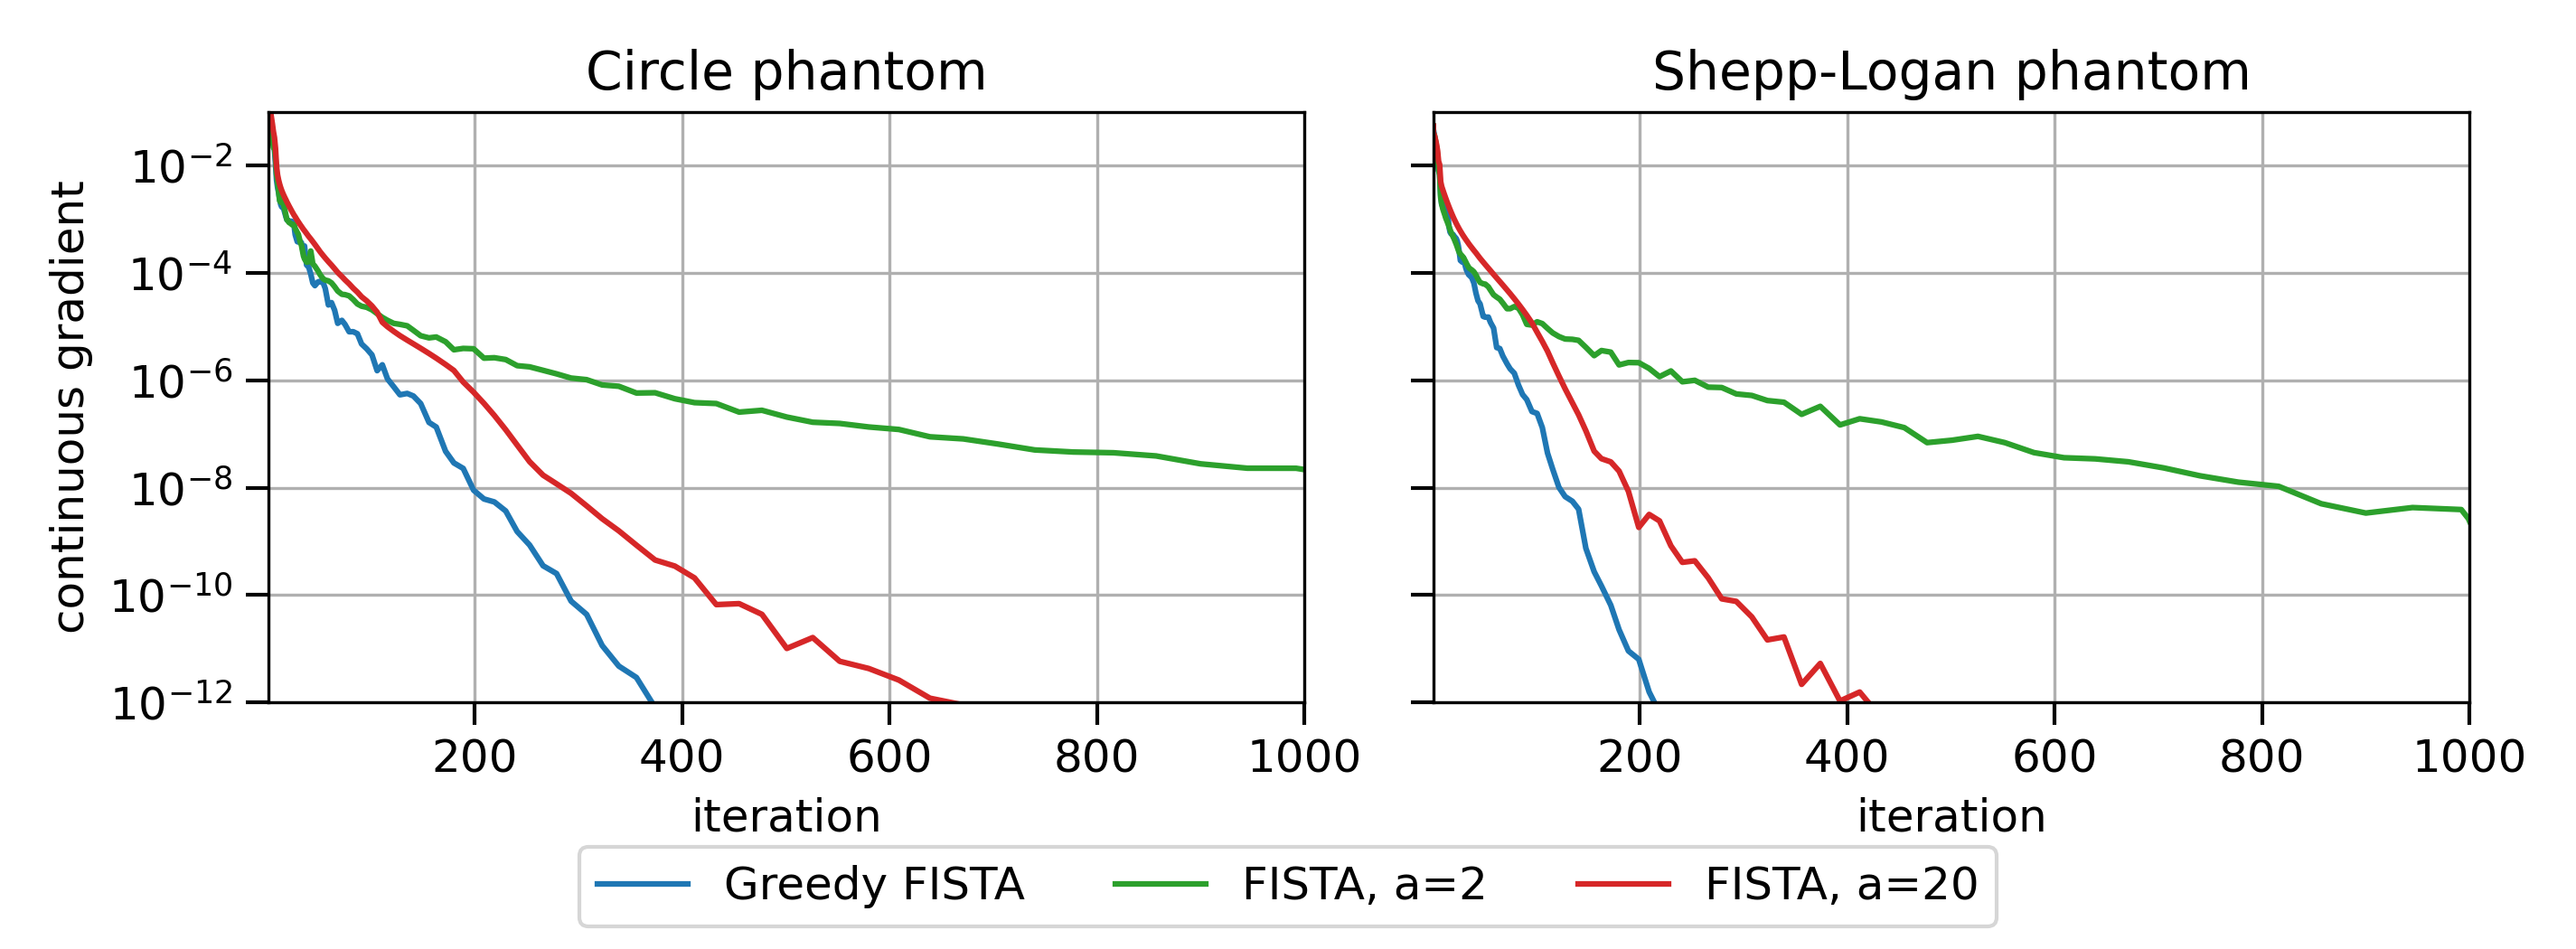 Circle phantom
Shepp-Logan phantom
continuous gradient
10⁻²
10⁻⁴
10⁻⁶
10⁻⁸
10⁻¹⁰
10⁻¹²
200 400 600 800 1000
200 400 600 800 1000
iteration
iteration
Greedy FISTA
FISTA, a=2
FISTA, a=20